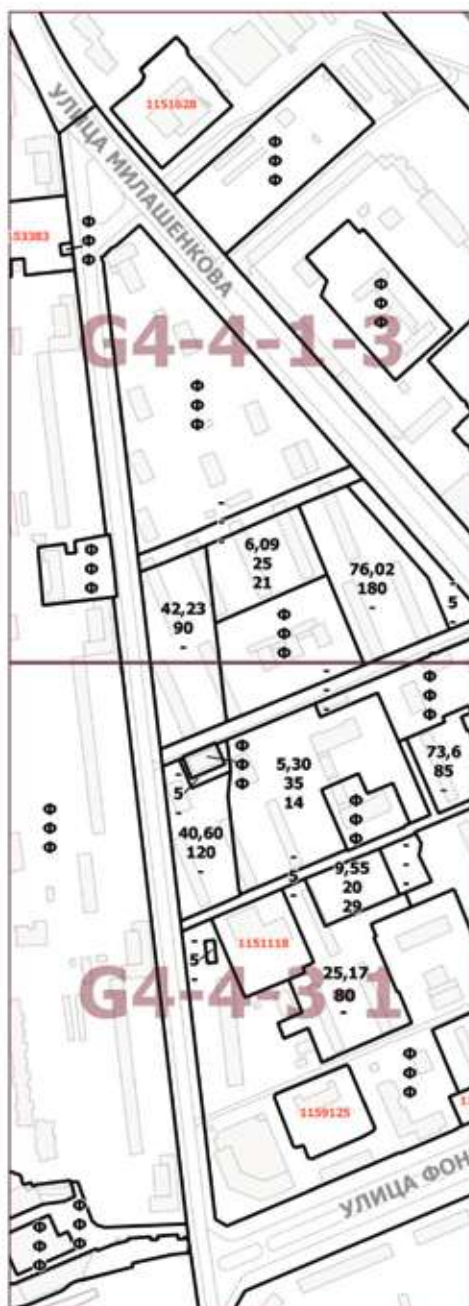 УЛИЦА МИЛАШЕНКОВА
1151628
Ф
Ф
Ф
53383
Ф
Ф
Ф
Ф
Ф
Ф
G4-4-1-3
Ф
Ф
Ф
-
-
-
6,09
25
21
76,02
180
-
Ф
Ф
Ф
42,23
90
-
-
5
-
Ф
Ф
Ф
-
-
-
Ф
Ф
Ф
Ф
Ф
Ф
5,30
35
14
73,6
85
-
5
-
Ф
Ф
Ф
Ф
Ф
Ф
40,60
120
-
-
5
-
9,55
20
29
-
-
-
1151118
-
5
-
25,17
80
-
G4-4-3 1
Ф
Ф
Ф
1159125
УЛИЦА ФОН
Ф
Ф
Ф
Ф
Ф
Ф